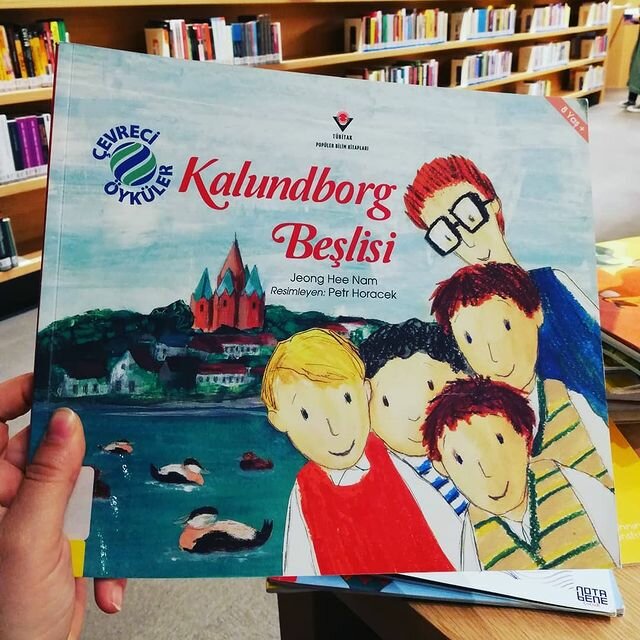 ÇEVRECİ
ÖYKÜLER
TÜBİTAK
POPÜLER BİLİM KİTAPLARI
8 Yaş +
Kalundborg
Beşlisi
Jeong Hee Nam
Resimleyen: Petr Horacek
NOTA
BENE